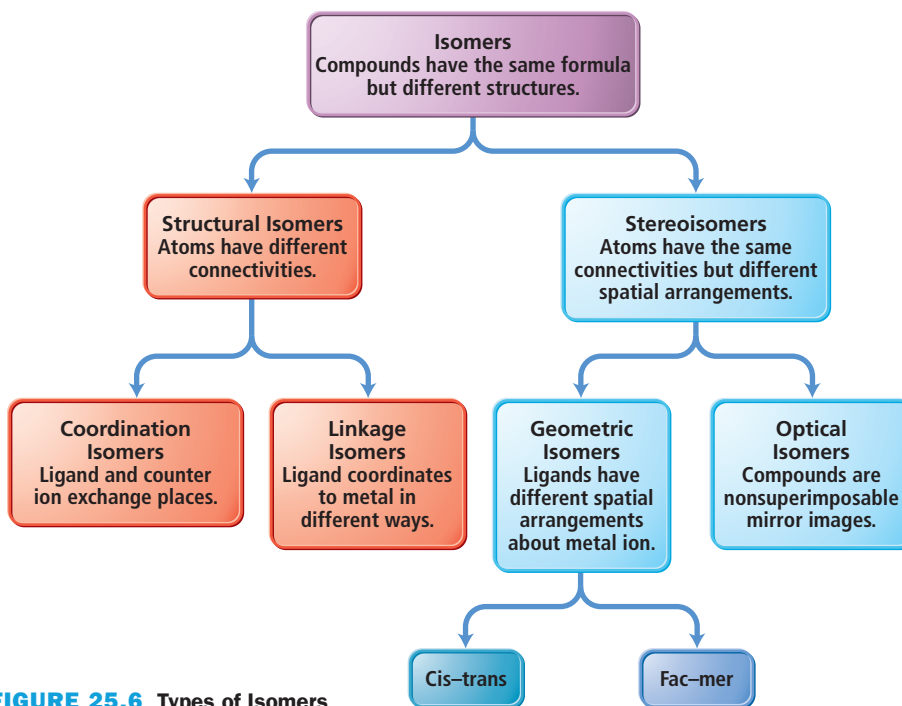 Isomers
Compounds have the same formula
but different structures.
Structural Isomers
Atoms have different
connectivities.
Stereoisomers
Atoms have the same
connectivities but different
spatial arrangements.
Coordination
Isomers
Ligand and counter
ion exchange places.
Linkage
Isomers
Ligand coordinates
to metal in
different ways.
Geometric
Isomers
Ligands have
different spatial
arrangements
about metal ion.
Optical
Isomers
Compounds are
nonsuperimposable
mirror images.
Cis–trans
Fac–mer
FIGURE 25.6 Types of Isomers